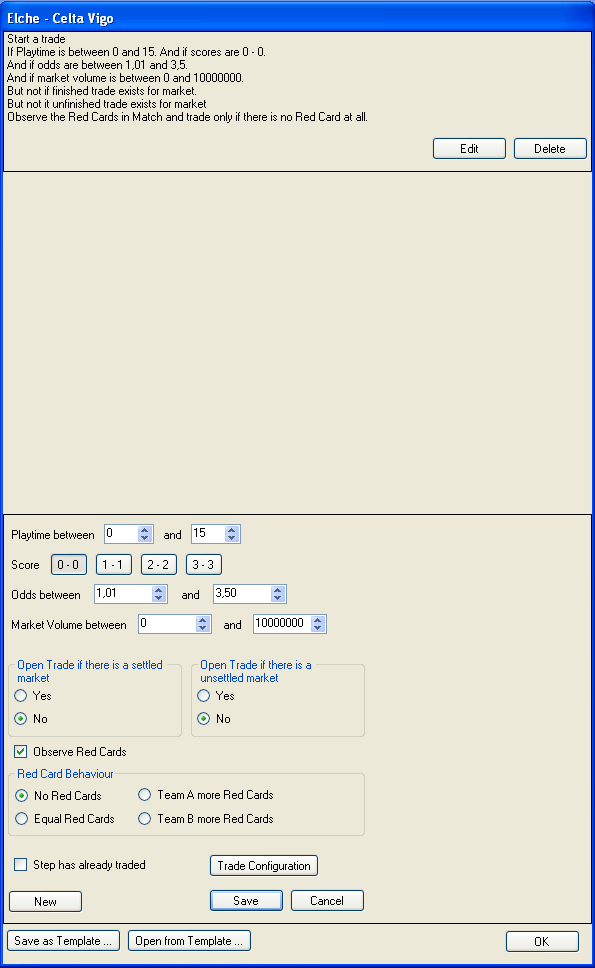 Elche - Celta Vigo
Start a trade
If Playtime is between 0 and 15. And if scores are 0 - 0.
And if odds are between 1,01 and 3,5.
And if market volume is between 0 and 10000000.
But not if finished trade exists for market.
But not it unfinished trade exists for market
Observe the Red Cards in Match and trade only if there is no Red Card at all.
Edit Delete
Playtime between 0 and 15
Score 0 - 0 1 - 1 2 - 2 3 - 3
Odds between 1,01 and 3,50
Market Volume between 0 and 10000000
Open Trade if there is a settled
market
Yes
No
Open Trade if there is a
unsettled market
Yes
No
Observe Red Cards
Red Card Behaviour
No Red Cards Team A more Red Cards
Equal Red Cards Team B more Red Cards
Step has already traded Trade Configuration
New Save Cancel
Save as Template ... Open from Template ... OK